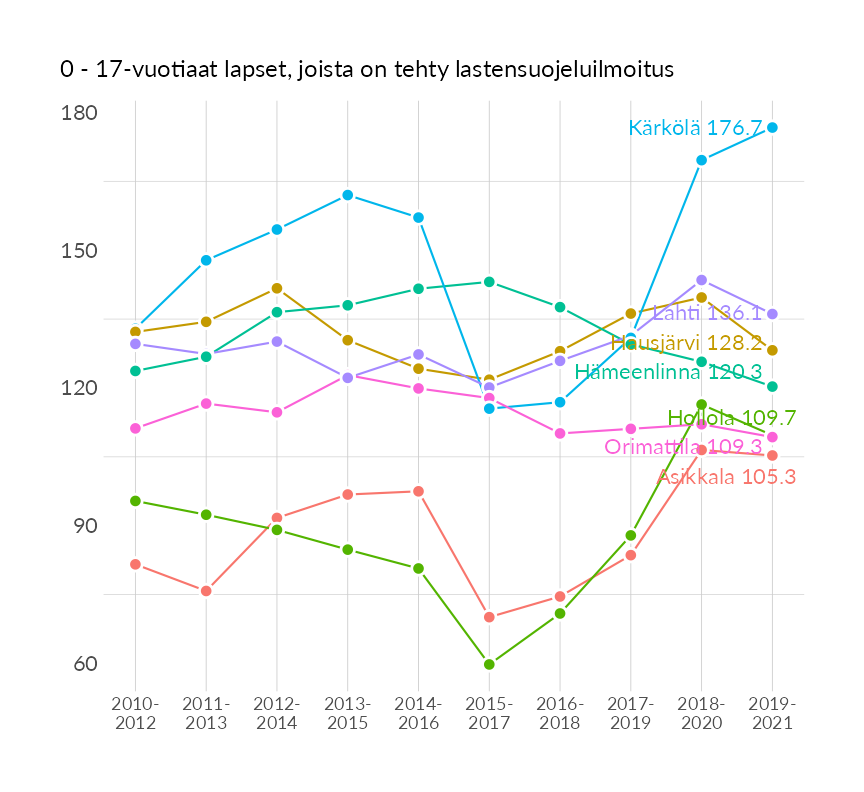 0 - 17-vuotiaat lapset, joista on tehty lastensuojeluilmoitus
180
150
120
90
60
Kärkölä 176.7
Lahti 136.1
Hausjärvi 128.2
Hämeenlinna 120.3
Hollola 109.7
Orimattila 109.3
Asikkala 105.3
2010- 2011- 2012- 2013- 2014- 2015- 2016- 2017- 2018- 2019-
2012 2013 2014 2015 2016 2017 2018 2019 2020 2021